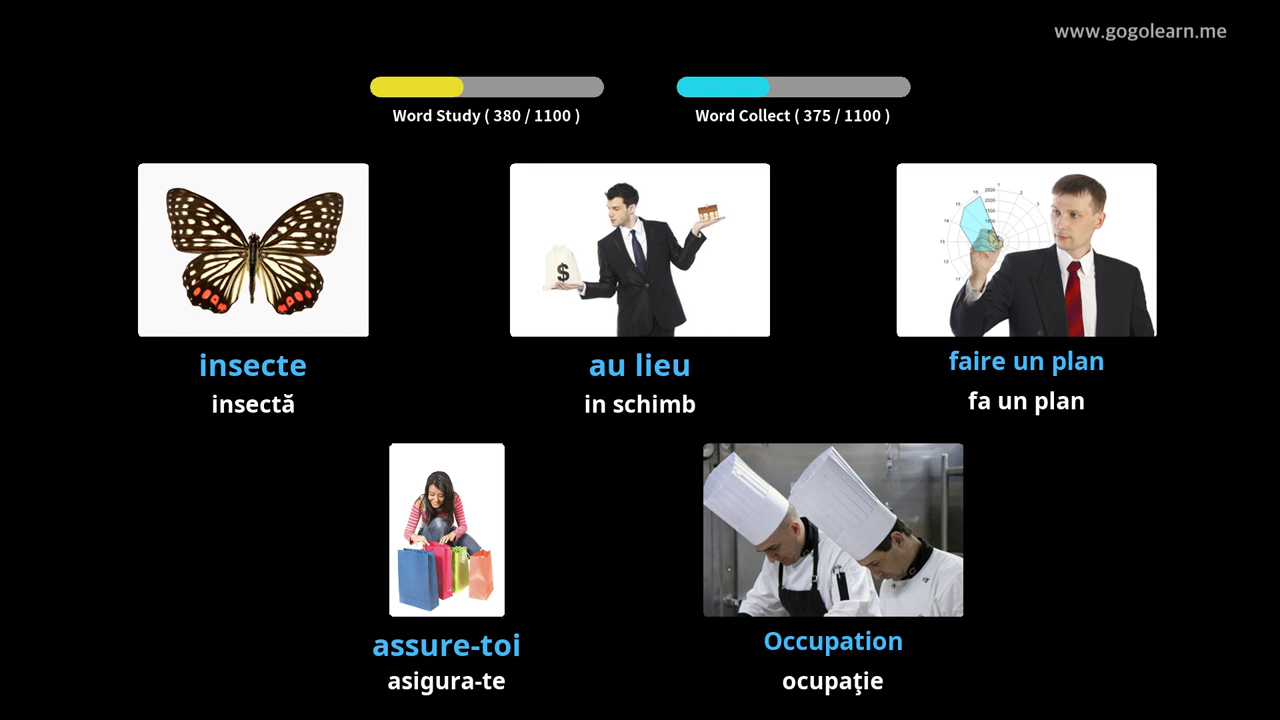 www.gogolearn.me
Word Study ( 380 / 1100 )
Word Collect ( 375 / 1100 )
$
insecte
au lieu
faire un plan
insectă
in schimb
fa un plan
assure-toi
Occupation
asigura-te
ocupaţie